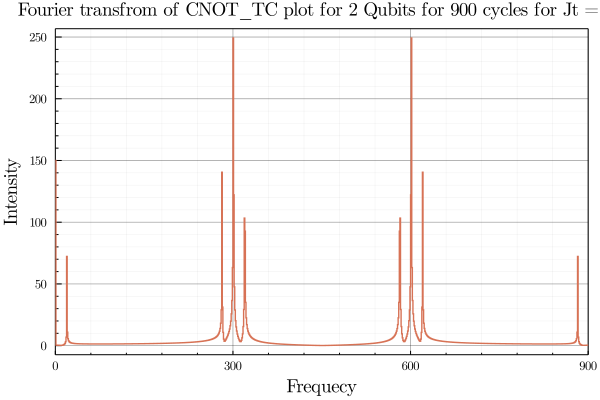 Fourier transfrom of CNOT_TC plot for 2 Qubits for 900 cycles for Jt =
250
200
150
100
50
0
Intensity
0 300 600 900
Frequecy